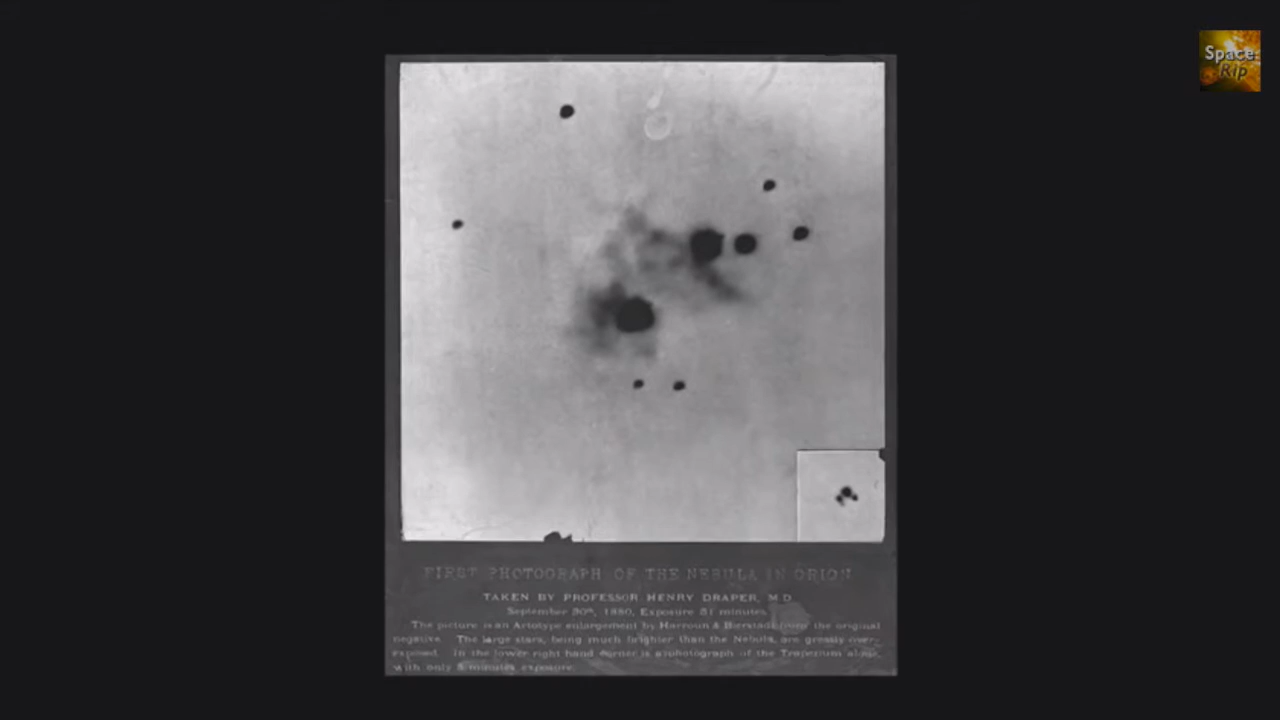 Space
Rip
FIRST PHOTOGRAPH OF THE NEBULA IN ORION
TAKEN BY PROFESSOR HENRY DRAPER, M.D.
September 30th, 1880, Exposure 51 minutes.
The picture is an Artotype enlargement by Harroun & Bierstadt from the original
negative. The large stars, being much brighter than the Nebula, are greatly over-
exposed. In the lower right hand corner is a photograph of the Trapezium alone,
with only 5 minutes exposure.